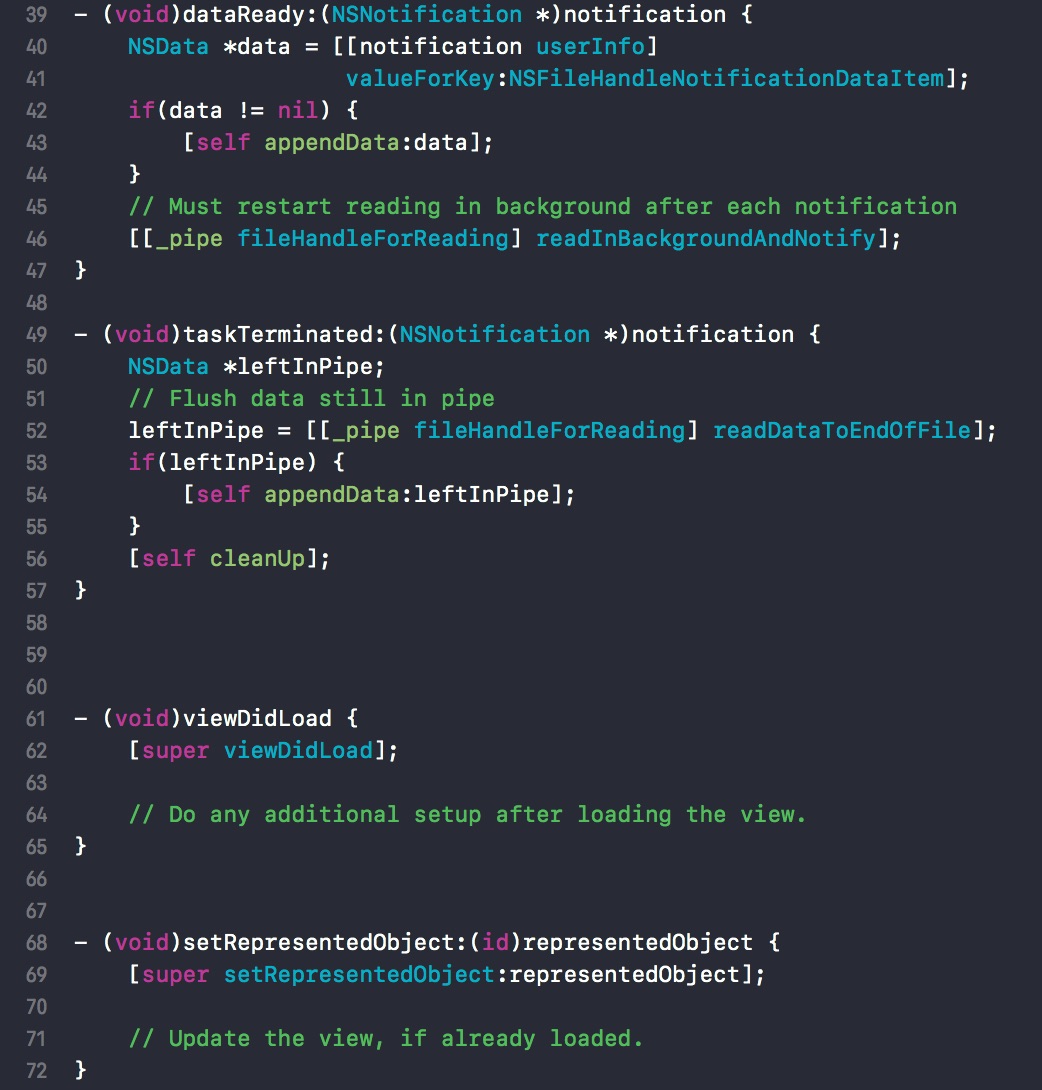 39 - (void)dataReady:(NSNotification *)notification {
40     NSData *data = [[notification userInfo]
41                     valueForKey:NSFileHandleNotificationDataItem];
42     if(data != nil) {
43         [self appendData:data];
44     }
45     // Must restart reading in background after each notification
46     [[_pipe fileHandleForReading] readInBackgroundAndNotify];
47 }
48
49 - (void)taskTerminated:(NSNotification *)notification {
50     NSData *leftInPipe;
51     // Flush data still in pipe
52     leftInPipe = [[_pipe fileHandleForReading] readDataToEndOfFile];
53     if(leftInPipe) {
54         [self appendData:leftInPipe];
55     }
56     [self cleanUp];
57 }
58
59
60
61 - (void)viewDidLoad {
62     [super viewDidLoad];
63
64     // Do any additional setup after loading the view.
65 }
66
67
68 - (void)setRepresentedObject:(id)representedObject {
69     [super setRepresentedObject:representedObject];
70
71     // Update the view, if already loaded.
72 }